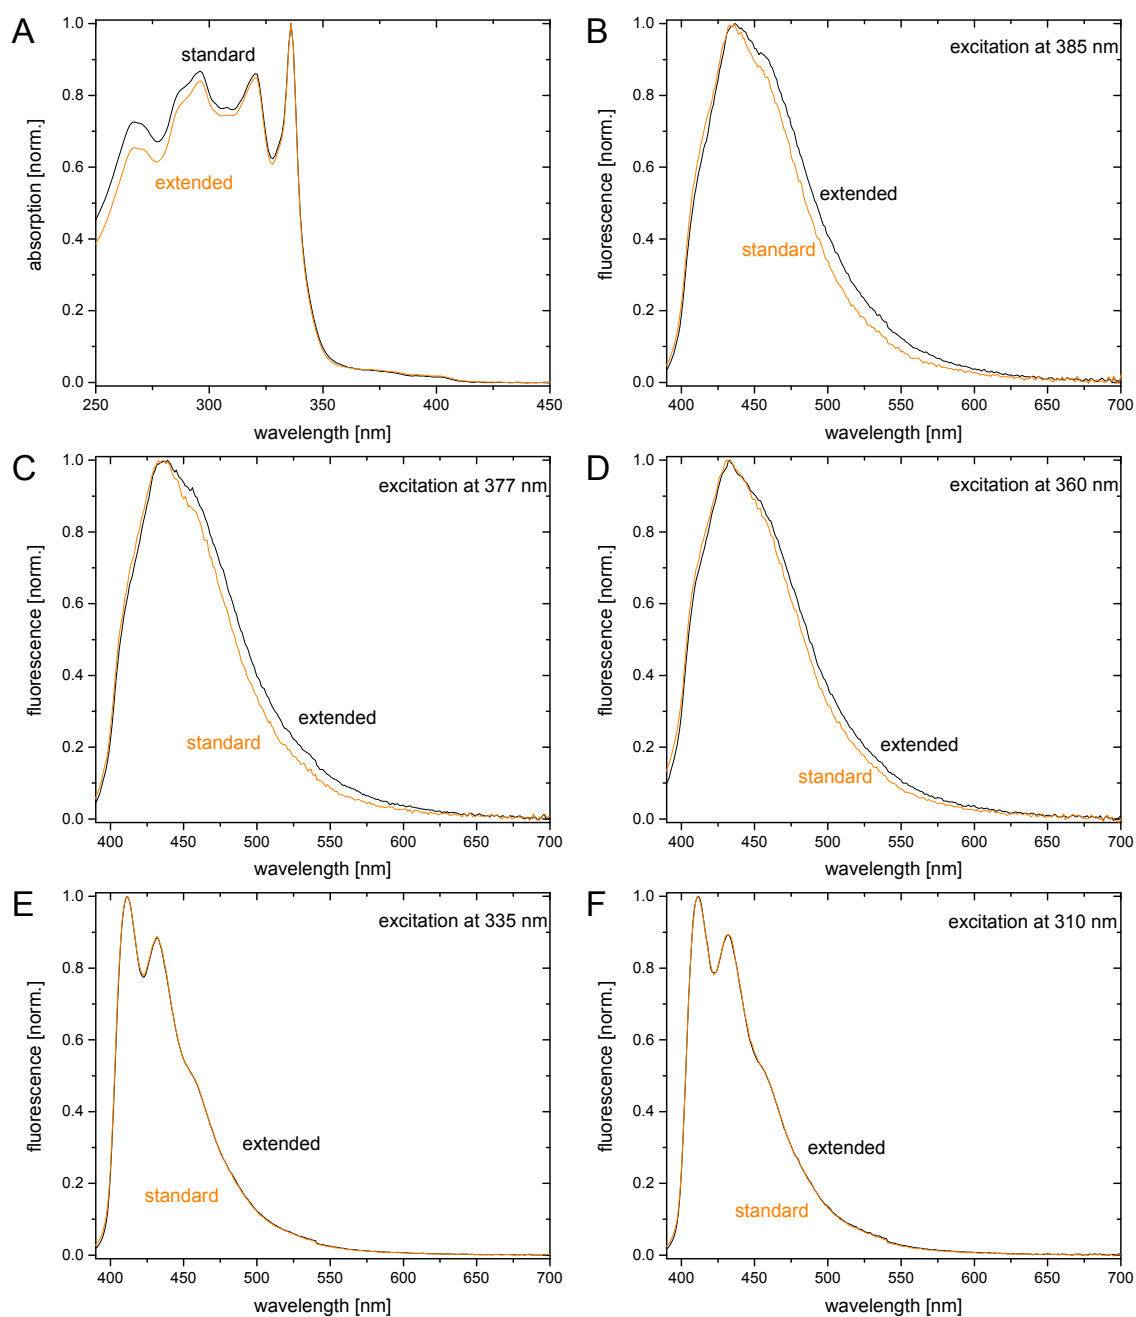 A
absorption [norm.]
1.0
0.8
0.6
0.4
0.2
0.0
standard
extended
250
300
350
400
450
wavelength [nm]
B
fluorescence [norm.]
1.0
0.8
0.6
0.4
0.2
0.0
excitation at 385 nm
extended
standard
400
450
500
550
600
650
700
wavelength [nm]
C
fluorescence [norm.]
1.0
0.8
0.6
0.4
0.2
0.0
excitation at 377 nm
extended
standard
400
450
500
550
600
650
700
wavelength [nm]
D
fluorescence [norm.]
1.0
0.8
0.6
0.4
0.2
0.0
excitation at 360 nm
extended
standard
400
450
500
550
600
650
700
wavelength [nm]
E
fluorescence [norm.]
1.0
0.8
0.6
0.4
0.2
0.0
excitation at 335 nm
extended
standard
400
450
500
550
600
650
700
wavelength [nm]
F
fluorescence [norm.]
1.0
0.8
0.6
0.4
0.2
0.0
excitation at 310 nm
extended
standard
400
450
500
550
600
650
700
wavelength [nm]